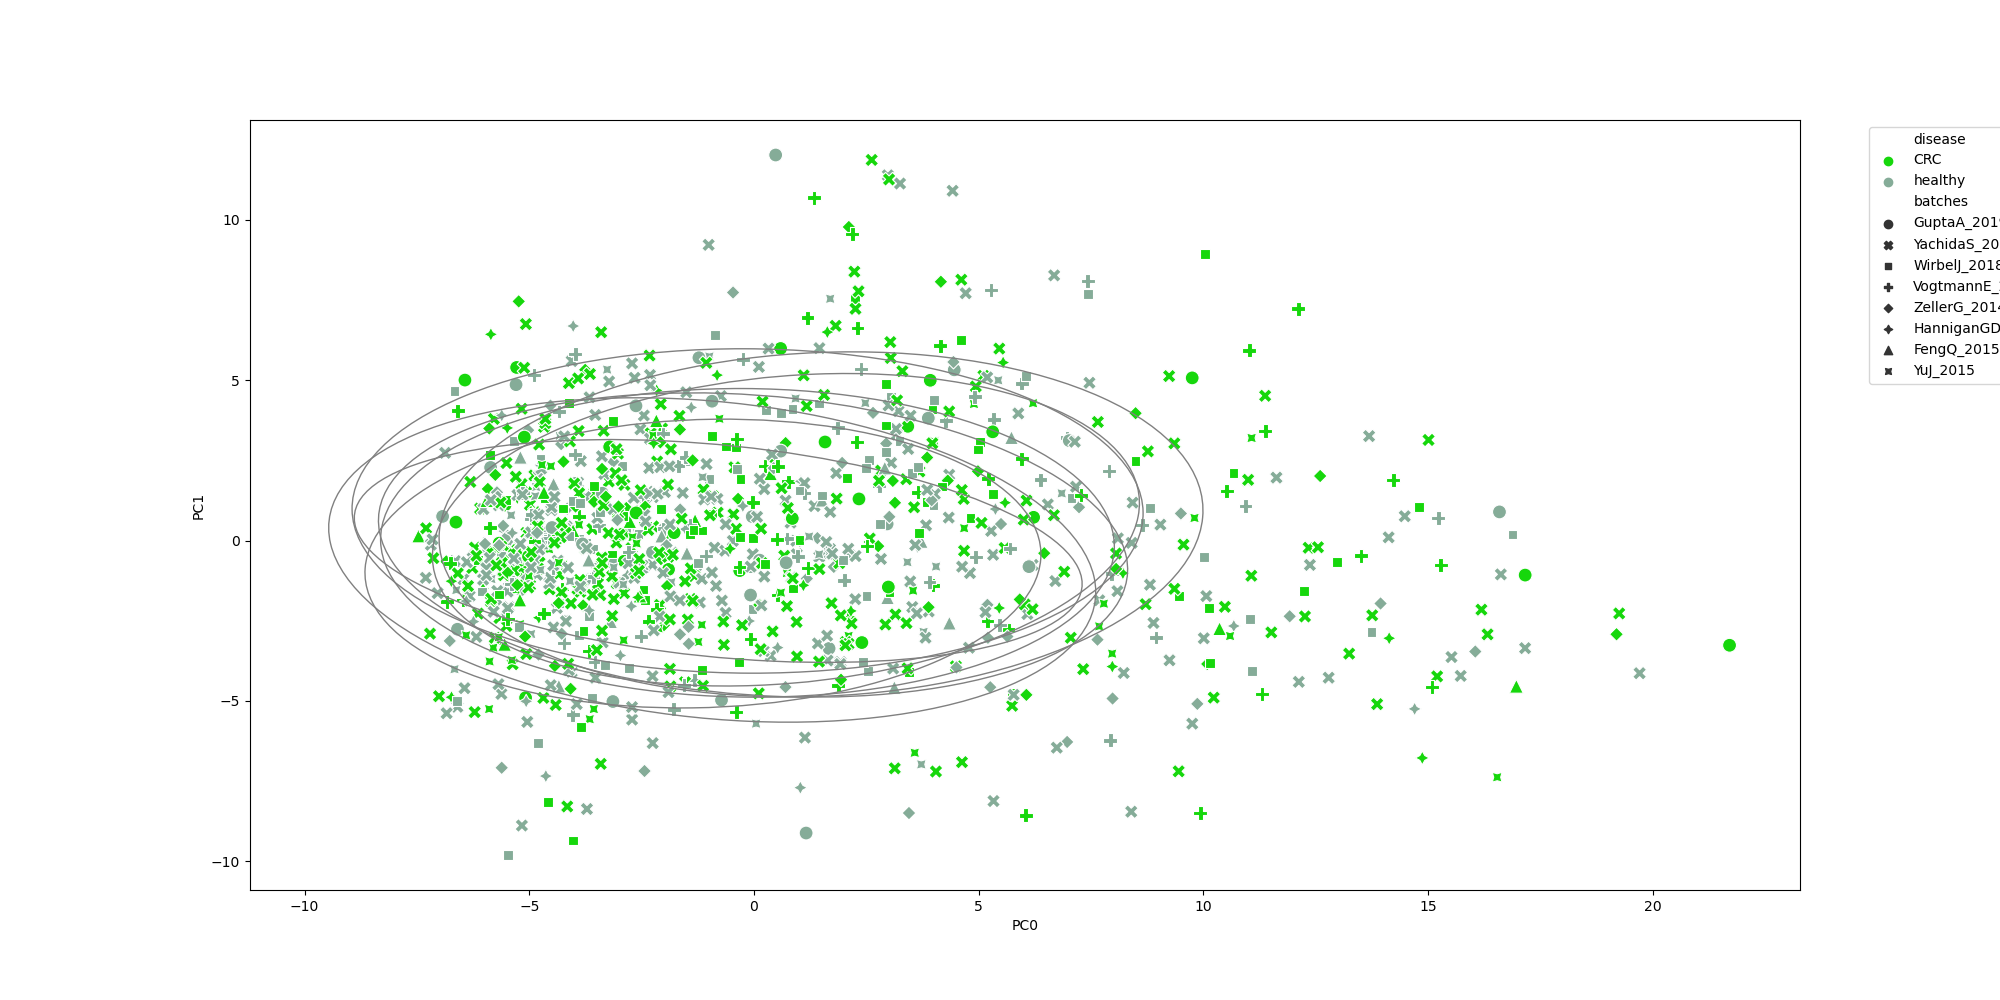 disease
CRC
healthy
batches
GuptaA_201
YachidaS_20
WirbelJ_2018
VogtmannE_
ZellerG_2014
HanniganGD
FengQ_2015
YuJ_2015
10
5
0
−5
−10
PC1
−10
−5
0
5
10
15
20
PC0